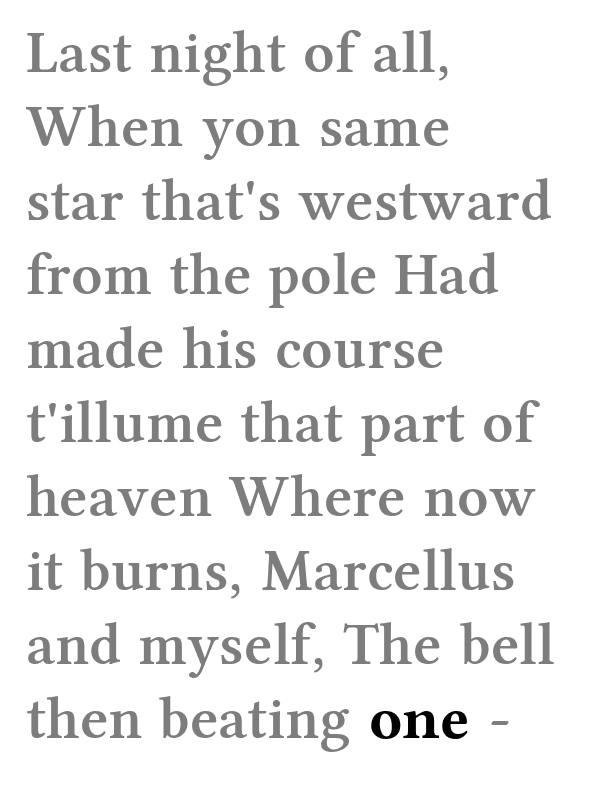 Last night of all,
When yon same
star that's westward
from the pole Had
made his course
t'illume that part of
heaven Where now
it burns, Marcellus
and myself, The bell
then beating one -